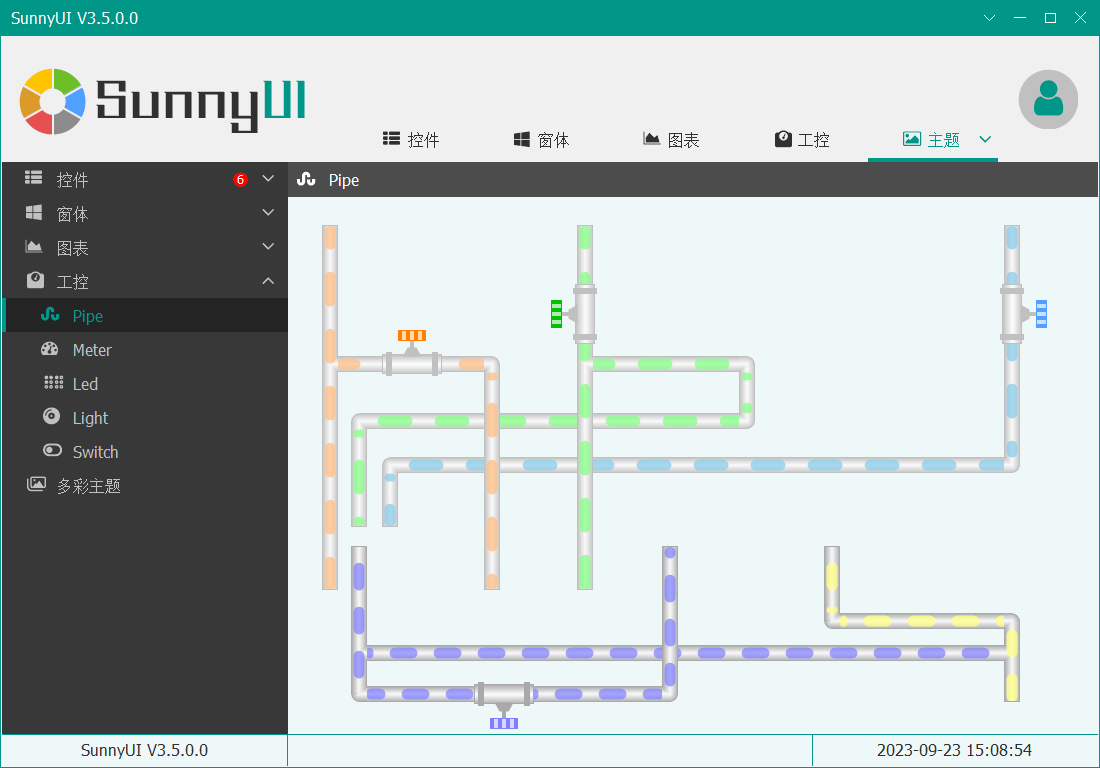 SunnyUI V3.5.0.0
SunnyUI
控件 窗体 图表 工控 主题
控件 6
窗体
图表
工控
Pipe
Meter
Led
Light
Switch
多彩主题
Pipe
SunnyUI V3.5.0.0
2023-09-23 15:08:54